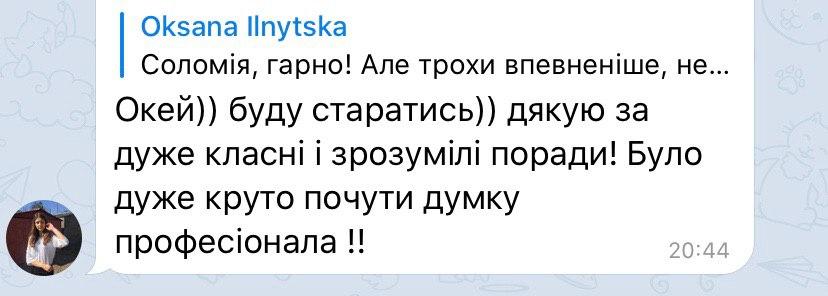 Oksana Ilnytska
Соломія, гарно! Але трохи впевненіше, не...
Окей)) буду старатись)) дякую за
дуже класні і зрозумілі поради! Було
дуже круто почути думку
професіонала !!
20:44